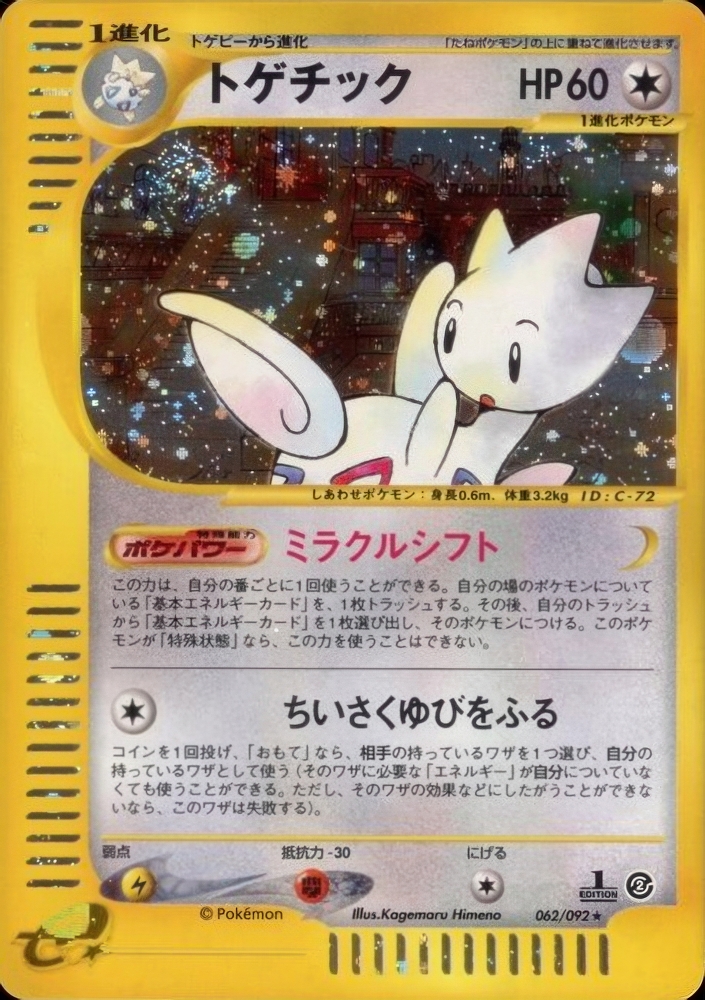 1進化
トゲピーから進化
「たねポケモン」の上に重ねて進化させます。
トゲチック HP60
1進化ポケモン
しあわせポケモン：身長0.6m. 体重3.2kg ID:C-72
特殊能力
ポケパワー ミラクルシフト
この力は、自分の番ごとに1回使うことができる。自分の場のポケモンについて
いる「基本エネルギーカード」を、1枚トラッシュする。その後、自分のトラッシュ
から「基本エネルギーカード」を1枚選び出し、そのポケモンにつける。このポケ
モンが「特殊状態」なら、この力を使うことはできない。
ちいさくゆびをふる
コインを1回投げ、「おもて」なら、相手の持っているワザを1つ選び、自分の
持っているワザとして使う（そのワザに必要な「エネルギー」が自分についていな
くても使うことができる。ただし、そのワザの効果などにしたがうことができ
ないなら、このワザは失敗する）。
弱点 抵抗力-30 にげる
1 EDITION 2
© Pokémon Illus.Kagemaru Himeno 062/092★
e